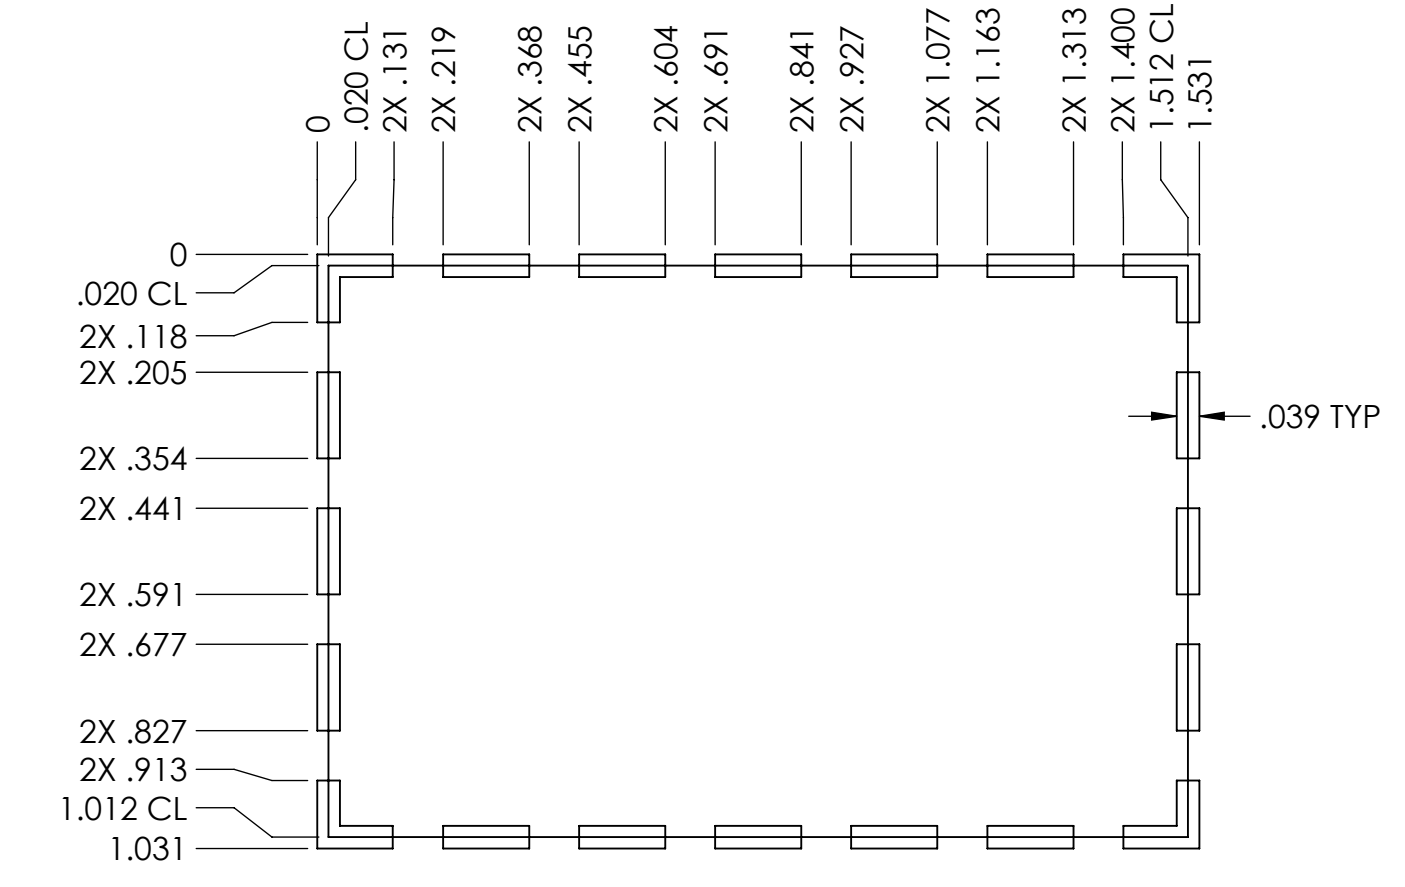 0
.020 CL
2X .131
2X .219
2X .368
2X .455
2X .604
2X .691
2X .841
2X .927
2X 1.077
2X 1.163
2X 1.313
2X 1.400
1.512 CL
1.531
0
.020 CL
2X .118
2X .205
2X .354
2X .441
2X .591
2X .677
2X .827
2X .913
1.012 CL
1.031
.039 TYP